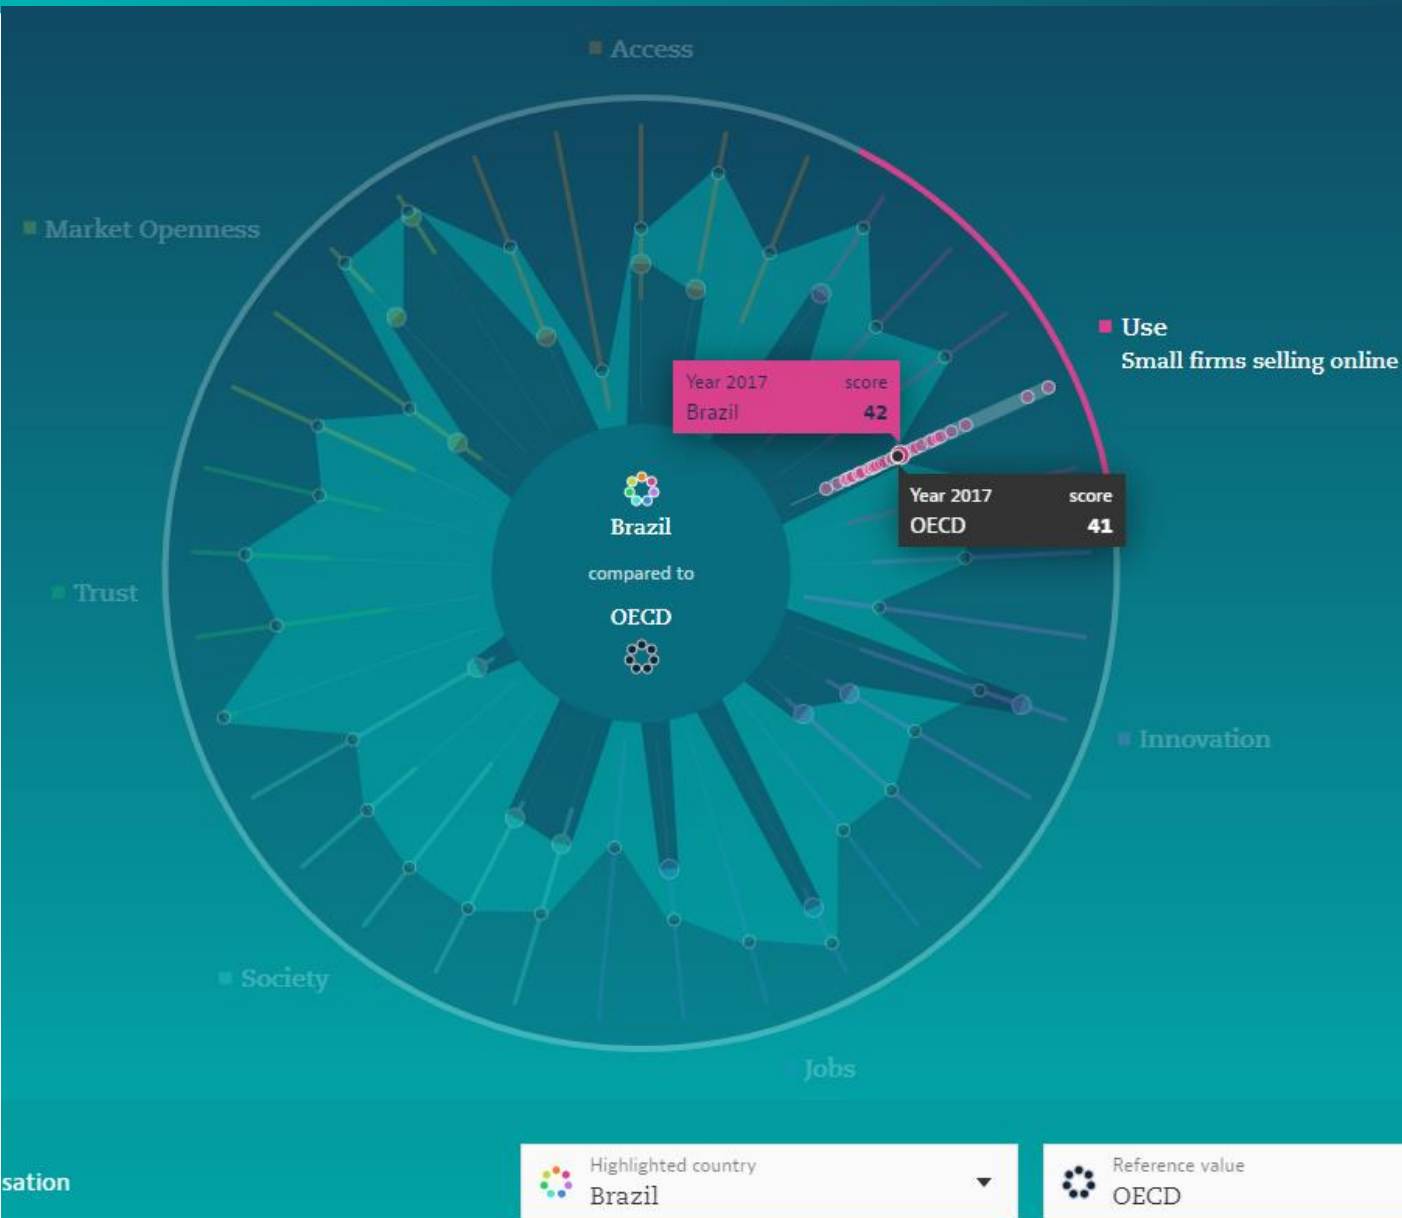 Access
Market Openness
Use
Small firms selling online
Year 2017 score
Brazil 42
Year 2017 score
OECD 41
Brazil
compared to
OECD
Trust
Innovation
Society
Jobs
sation
Highlighted country
Brazil
Reference value
OECD